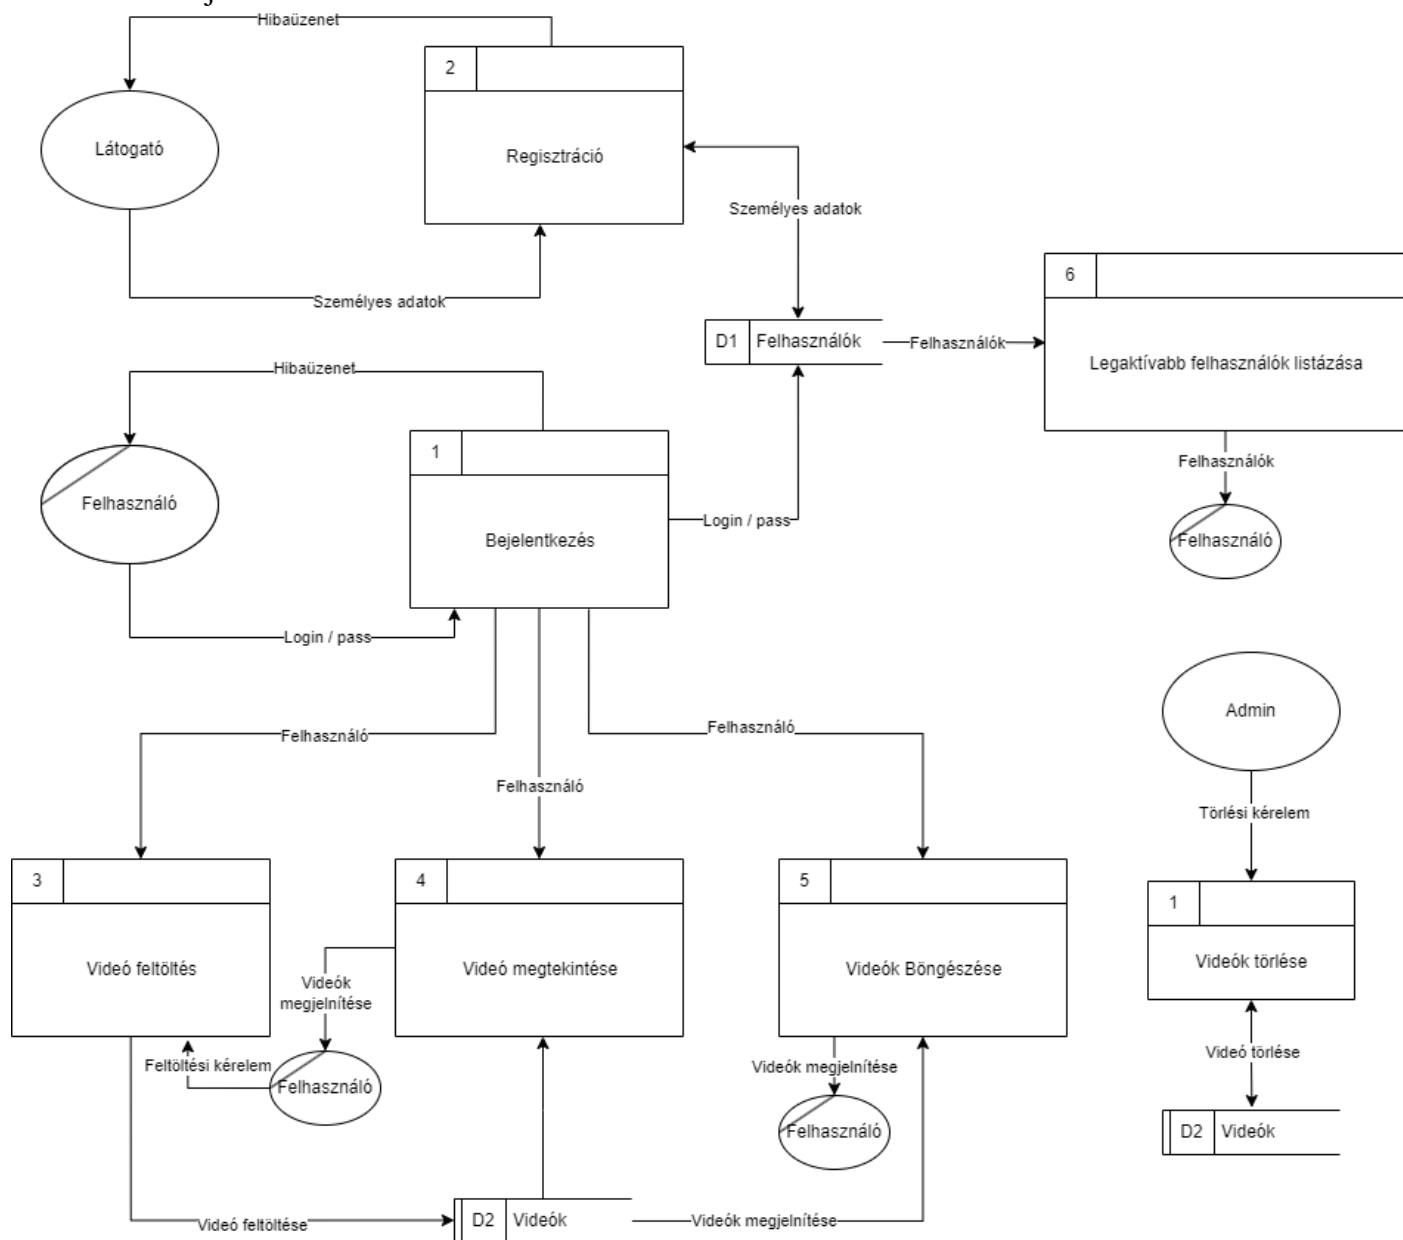 Hibaüzenet
2
Látogató
Regisztráció
Személyes adatok
Személyes adatok
6
D1 Felhasználók
Felhasználók
Legaktívabb felhasználók listázása
Hibaüzenet
1
Felhasználók
Felhasználó
Login / pass
Bejelentkezés
Felhasználó
Login / pass
Admin
Felhasználó
Felhasználó
Felhasználó
Törlési kérelem
3
4
5
1
Videó feltöltés
Videó megtekintése
Videók Böngészése
Videók törlése
Videók
megjelnítése
Feltöltési kérelem
Felhasználó
Videók megjelnítése
Felhasználó
Videó törlése
D2 Videók
Videó feltöltése
D2 Videók
Videók megjelnítése